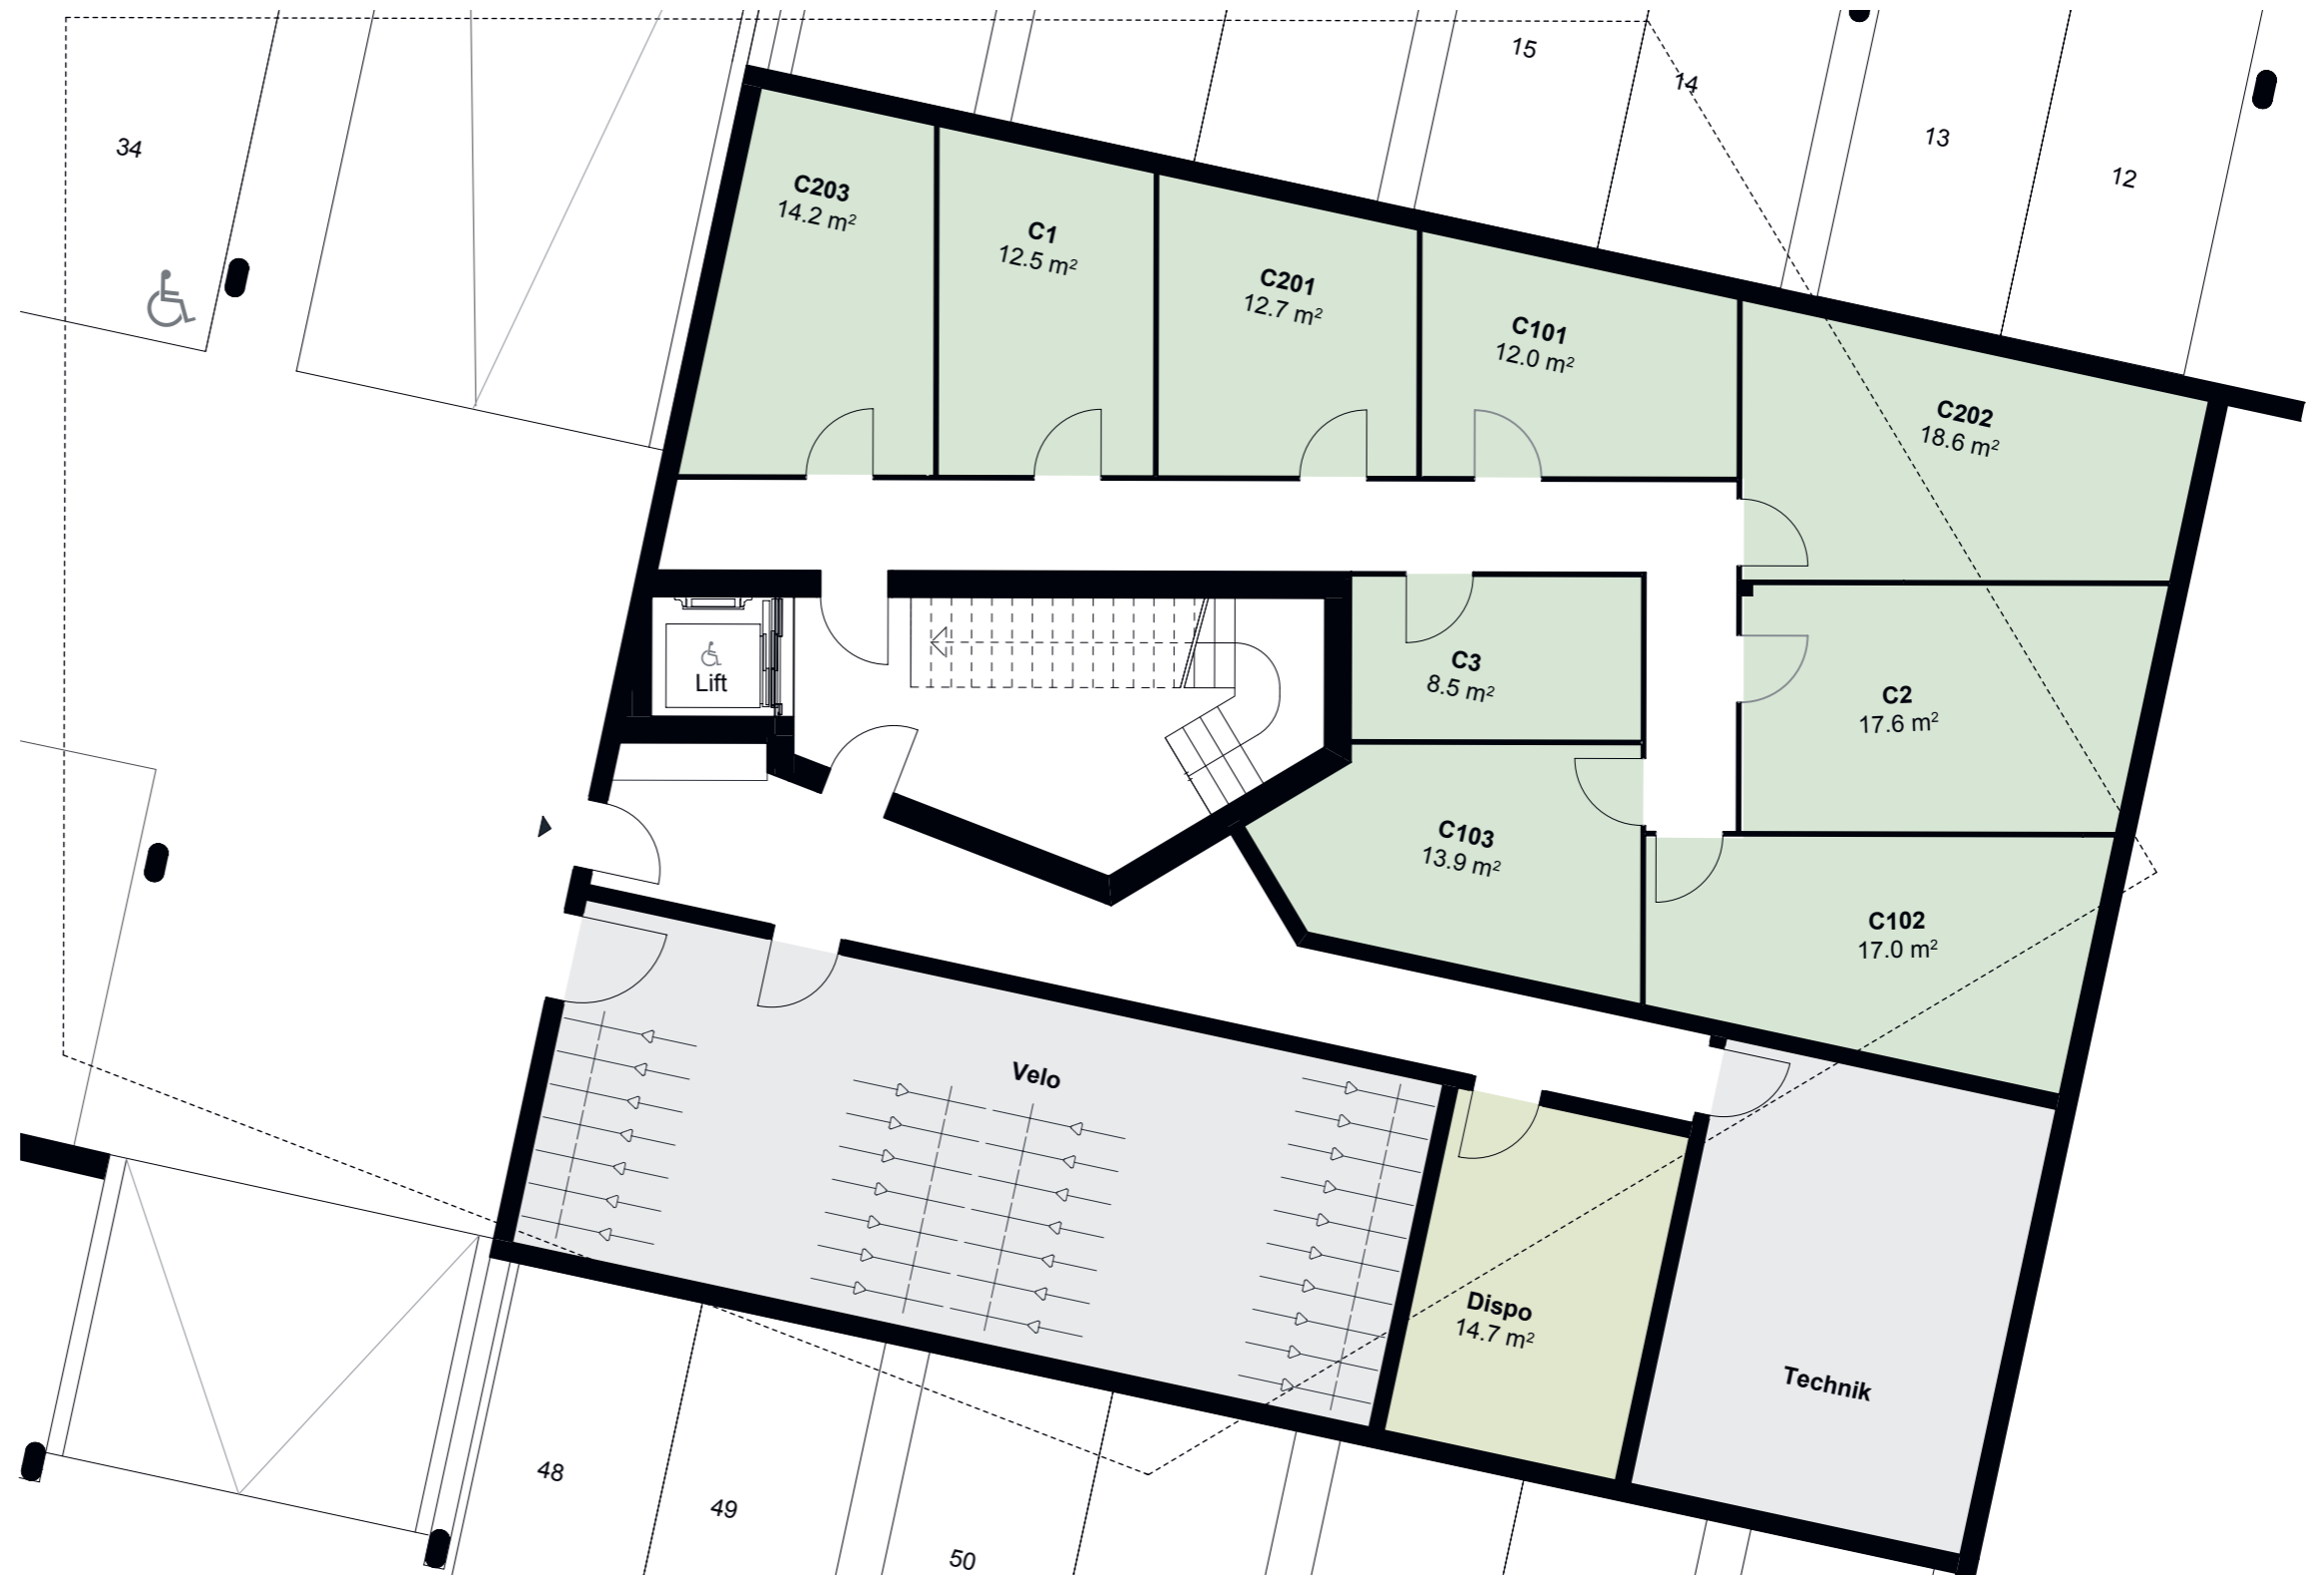 15
14
34
13
12
C203
14.2 m²
C1
12.5 m²
C201
12.7 m²
C101
12.0 m²
C202
18.6 m²
Lift
C3
8.5 m²
C2
17.6 m²
C103
13.9 m²
C102
17.0 m²
Velo
Dispo
14.7 m²
Technik
48
49
50